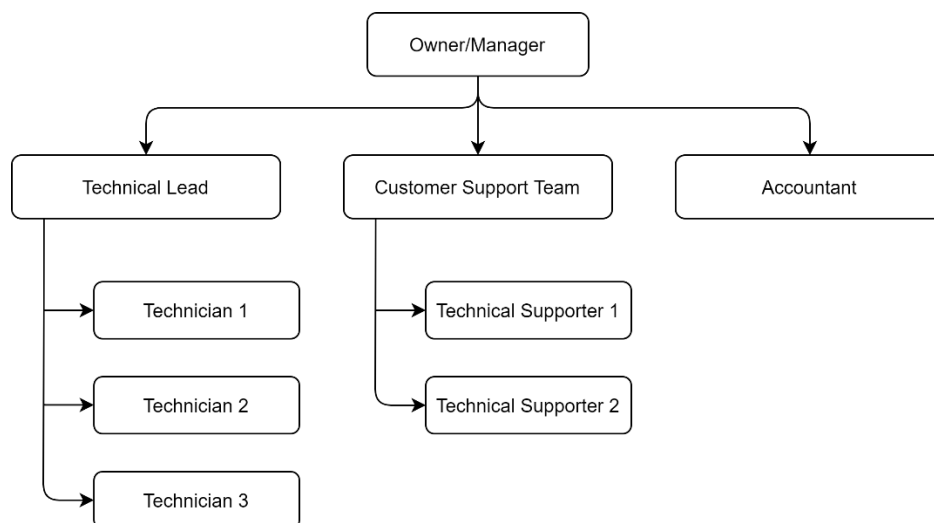 Owner/Manager
Technical Lead
Customer Support Team
Accountant
Technician 1
Technical Supporter 1
Technician 2
Technical Supporter 2
Technician 3